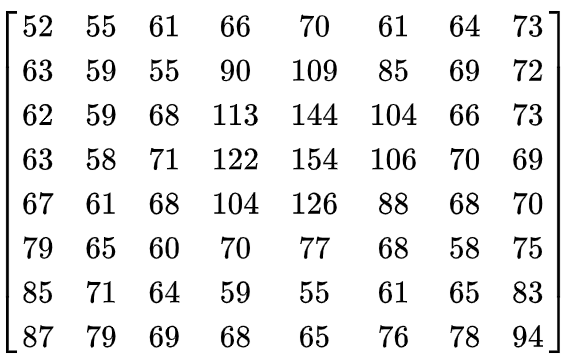 52 55 61 66 70 61 64 73
63 59 55 90 109 85 69 72
62 59 68 113 144 104 66 73
63 58 71 122 154 106 70 69
67 61 68 104 126 88 68 70
79 65 60 70 77 68 58 75
85 71 64 59 55 61 65 83
87 79 69 68 65 76 78 94